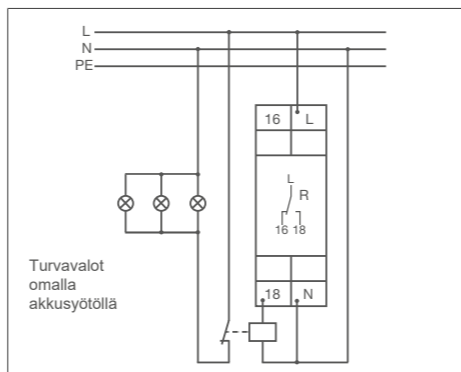 L
N
PE
16 L
L
R
16 18
18 N
Turvavalot
omalla
akkusyötöllä